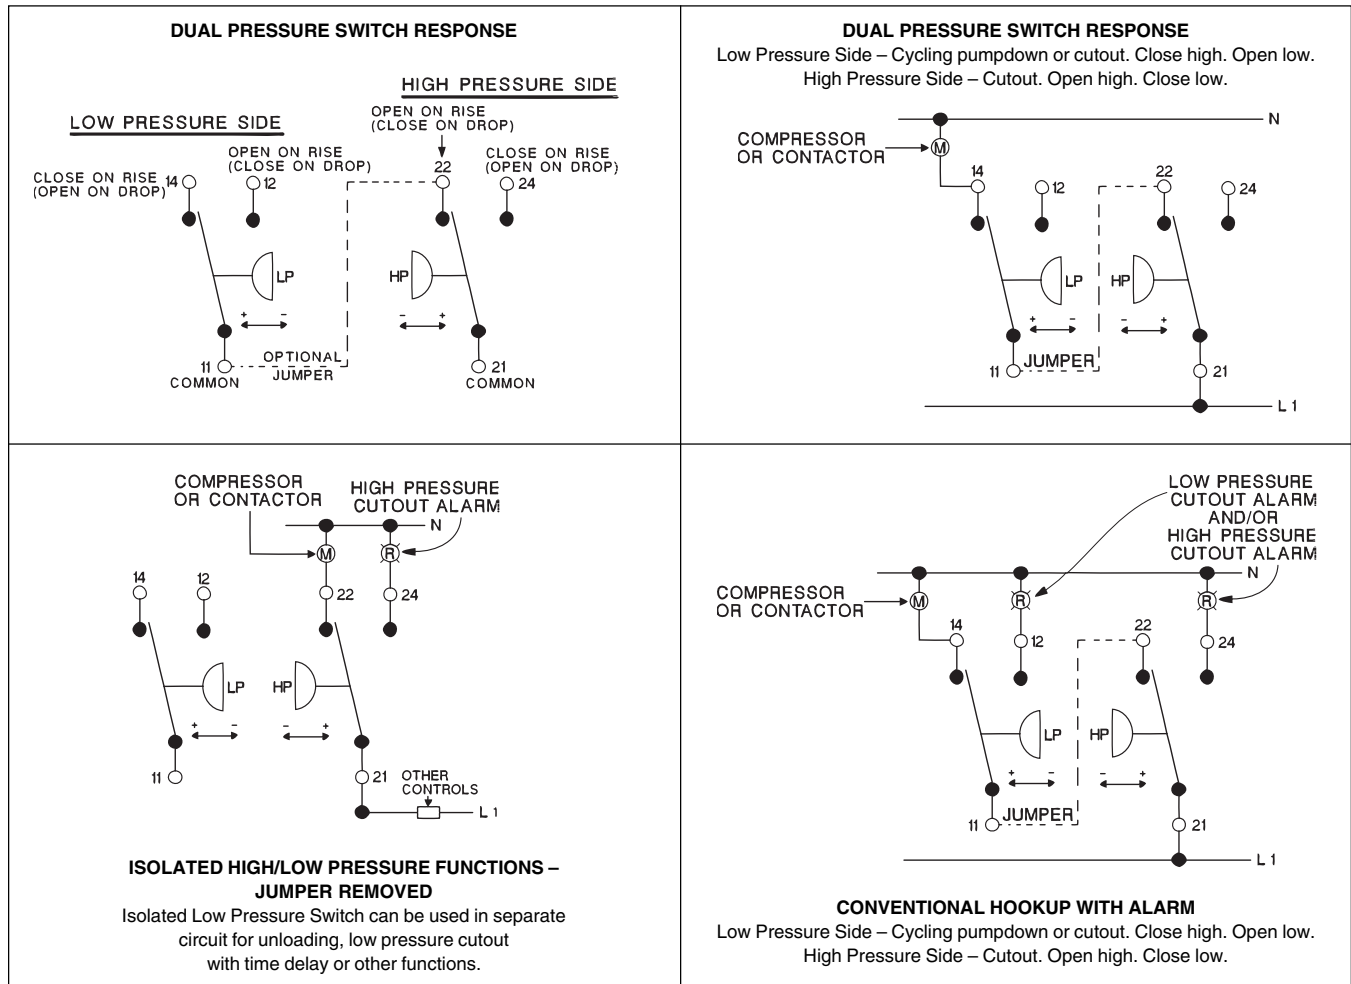 DUAL PRESSURE SWITCH RESPONSE
HIGH PRESSURE SIDE
OPEN ON RISE
(CLOSE ON DROP)
LOW PRESSURE SIDE
OPEN ON RISE
(CLOSE ON DROP)
CLOSE ON RISE
(OPEN ON DROP)
CLOSE ON RISE
(OPEN ON DROP)
14
12
22
24
LP
HP
+ -
- +
11
COMMON
OPTIONAL
JUMPER
21
COMMON
DUAL PRESSURE SWITCH RESPONSE
Low Pressure Side – Cycling pumpdown or cutout. Close high. Open low.
High Pressure Side – Cutout. Open high. Close low.
N
COMPRESSOR
OR CONTACTOR
M
14
12
22
24
LP
HP
+ -
- +
11
JUMPER
21
L 1
COMPRESSOR
OR CONTACTOR
HIGH PRESSURE
CUTOUT ALARM
N
M
R
14
12
22
24
LP
HP
+ -
- +
11
21
OTHER
CONTROLS
L 1
ISOLATED HIGH/LOW PRESSURE FUNCTIONS –
JUMPER REMOVED
Isolated Low Pressure Switch can be used in separate
circuit for unloading, low pressure cutout
with time delay or other functions.
LOW PRESSURE
CUTOUT ALARM
AND/OR
HIGH PRESSURE
CUTOUT ALARM
N
COMPRESSOR
OR CONTACTOR
M
R
R
14
12
22
24
LP
HP
+ -
- +
11
JUMPER
21
L 1
CONVENTIONAL HOOKUP WITH ALARM
Low Pressure Side – Cycling pumpdown or cutout. Close high. Open low.
High Pressure Side – Cutout. Open high. Close low.